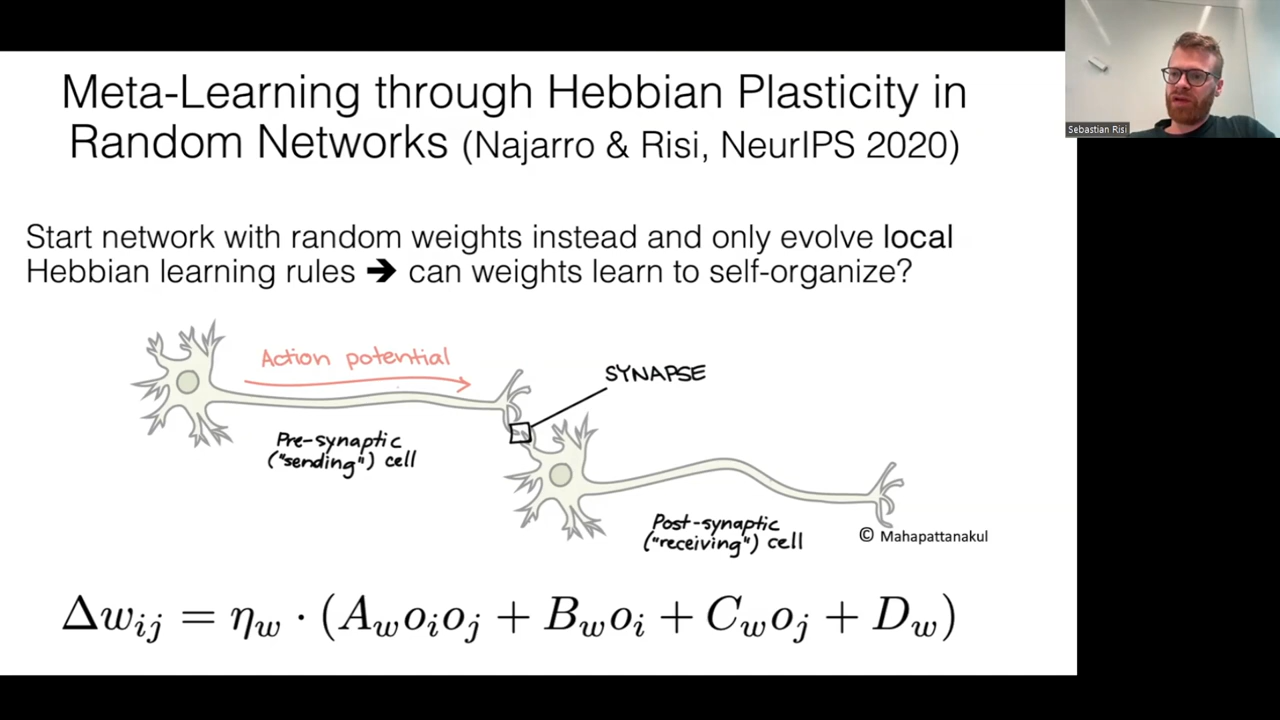 Meta-Learning through Hebbian Plasticity in
Random Networks (Najarro & Risi, NeurIPS 2020)
Sebastian Risi
Start network with random weights instead and only evolve local
Hebbian learning rules ➔ can weights learn to self-organize?
Action potential
SYNAPSE
Pre-synaptic
("sending") cell
Post-synaptic
("receiving") cell
© Mahapattanakul
Δw_{ij} = η_w · (A_w o_i o_j + B_w o_i + C_w o_j + D_w)